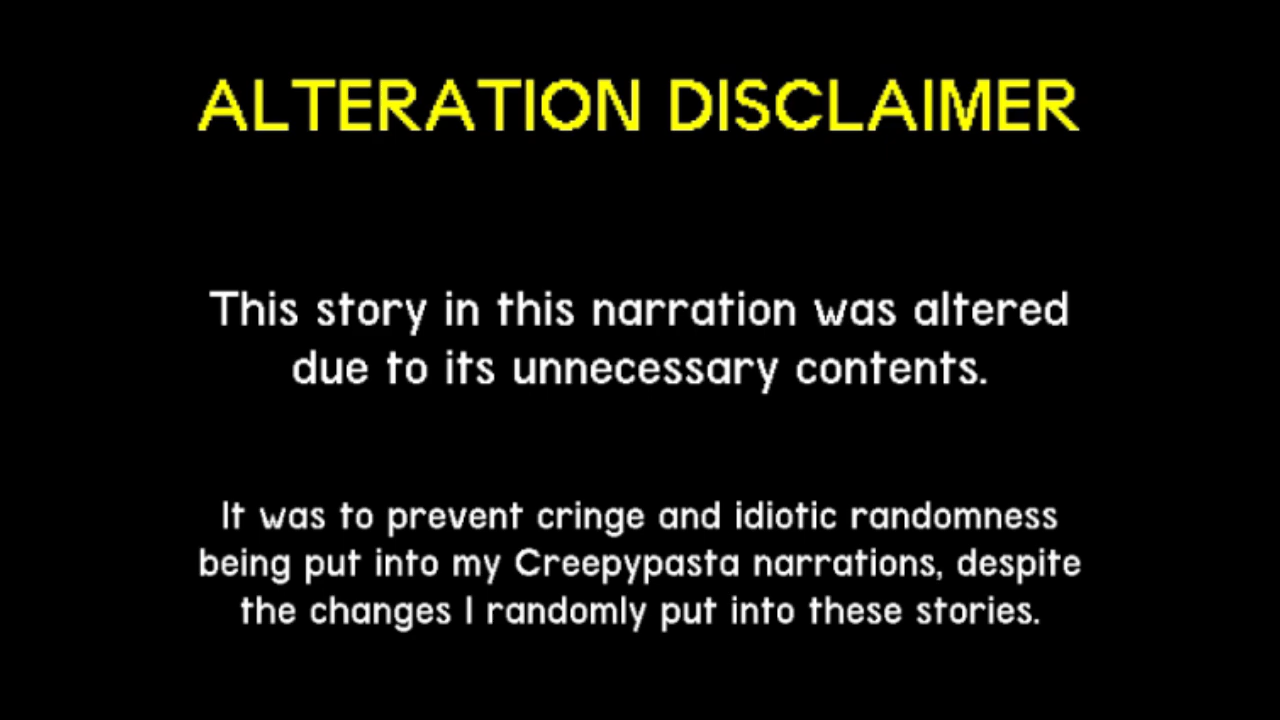 ALTERATION DISCLAIMER
This story in this narration was altered
due to its unnecessary contents.
It was to prevent cringe and idiotic randomness
being put into my Creepypasta narrations, despite
the changes I randomly put into these stories.